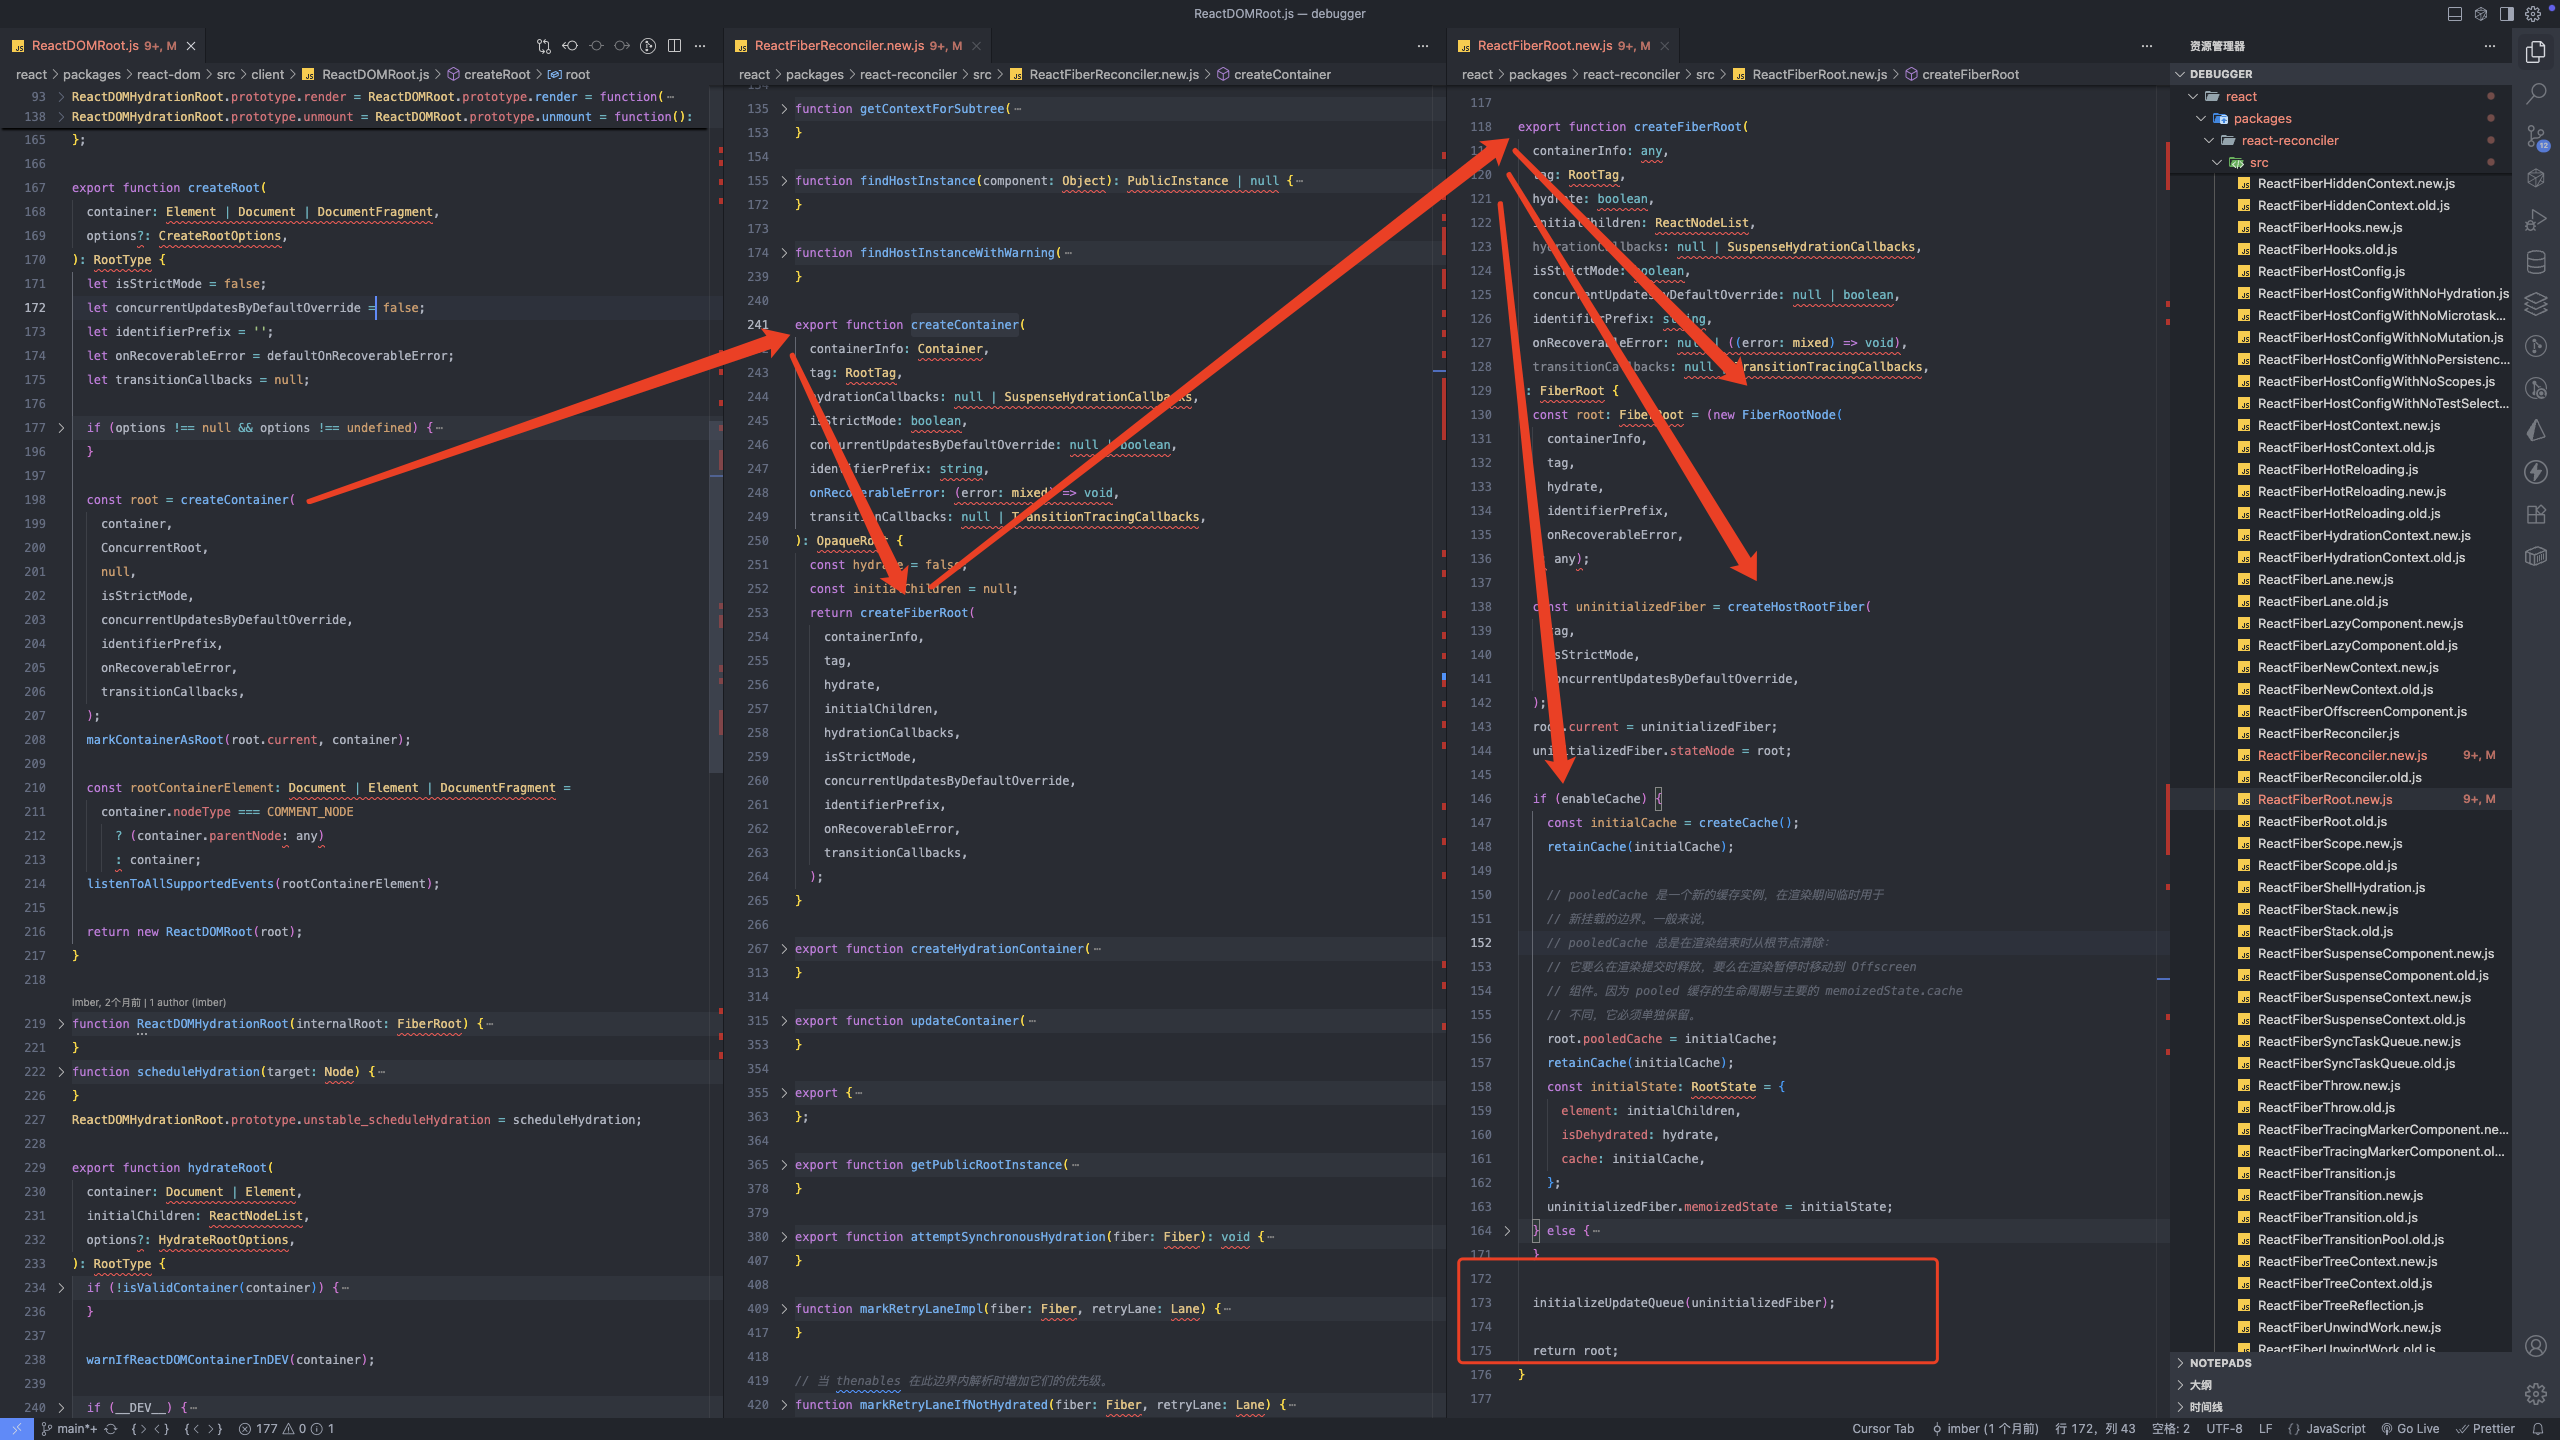 ReactDOMRoot.js — debugger
ReactDOMRoot.js 9+, M
react > packages > react-dom > src > client > ReactDOMRoot.js > createRoot > root
93 ReactDOMHydrationRoot.prototype.render = ReactDOMRoot.prototype.render = function(…
138 ReactDOMHydrationRoot.prototype.unmount = ReactDOMRoot.prototype.unmount = function():
165 };
166
167 export function createRoot(
168 container: Element | Document | DocumentFragment,
169 options?: CreateRootOptions,
170 ): RootType {
171 let isStrictMode = false;
172 let concurrentUpdatesByDefaultOverride = false;
173 let identifierPrefix = '';
174 let onRecoverableError = defaultOnRecoverableError;
175 let transitionCallbacks = null;
176
177 if (options !== null && options !== undefined) {…
196 }
197
198 const root = createContainer(
199 container,
200 ConcurrentRoot,
201 null,
202 isStrictMode,
203 concurrentUpdatesByDefaultOverride,
204 identifierPrefix,
205 onRecoverableError,
206 transitionCallbacks,
207 );
208 markContainerAsRoot(root.current, container);
209
210 const rootContainerElement: Document | Element | DocumentFragment =
211 container.nodeType === COMMENT_NODE
212 ? (container.parentNode: any)
213 : container;
214 listenToAllSupportedEvents(rootContainerElement);
215
216 return new ReactDOMRoot(root);
217 }
218
imber, 2个月前 | 1 author (imber)
219 function ReactDOMHydrationRoot(internalRoot: FiberRoot) {…
221 }
222 function scheduleHydration(target: Node) {…
226 }
227 ReactDOMHydrationRoot.prototype.unstable_scheduleHydration = scheduleHydration;
228
229 export function hydrateRoot(
230 container: Document | Element,
231 initialChildren: ReactNodeList,
232 options?: HydrateRootOptions,
233 ): RootType {
234 if (!isValidContainer(container)) {…
236 }
237
238 warnIfReactDOMContainerInDEV(container);
239
240 if (__DEV__) {…
ReactFiberReconciler.new.js 9+, M
react > packages > react-reconciler > src > ReactFiberReconciler.new.js > createContainer
135 function getContextForSubtree(…
153 }
154
155 function findHostInstance(component: Object): PublicInstance | null {…
172 }
173
174 function findHostInstanceWithWarning(…
239 }
240
241 export function createContainer(
containerInfo: Container,
243 tag: RootTag,
244 hydrationCallbacks: null | SuspenseHydrationCallbacks,
245 isStrictMode: boolean,
246 concurrentUpdatesByDefaultOverride: null | boolean,
247 identifierPrefix: string,
248 onRecoverableError: (error: mixed) => void,
249 transitionCallbacks: null | TransitionTracingCallbacks,
250 ): OpaqueRoot {
251 const hydrate = false;
252 const initialChildren = null;
253 return createFiberRoot(
254 containerInfo,
255 tag,
256 hydrate,
257 initialChildren,
258 hydrationCallbacks,
259 isStrictMode,
260 concurrentUpdatesByDefaultOverride,
261 identifierPrefix,
262 onRecoverableError,
263 transitionCallbacks,
264 );
265 }
266
267 export function createHydrationContainer(…
313 }
314
315 export function updateContainer(…
353 }
354
355 export {…
363 };
364
365 export function getPublicRootInstance(…
378 }
379
380 export function attemptSynchronousHydration(fiber: Fiber): void {…
407 }
408
409 function markRetryLaneImpl(fiber: Fiber, retryLane: Lane) {…
417 }
418
419 // 当 thenables 在此边界内解析时增加它们的优先级。
420 function markRetryLaneIfNotHydrated(fiber: Fiber, retryLane: Lane) {…
ReactFiberRoot.new.js 9+, M
react > packages > react-reconciler > src > ReactFiberRoot.new.js > createFiberRoot
117
118 export function createFiberRoot(
containerInfo: any,
120 tag: RootTag,
121 hydrate: boolean,
122 initialChildren: ReactNodeList,
123 hydrationCallbacks: null | SuspenseHydrationCallbacks,
124 isStrictMode: boolean,
125 concurrentUpdatesByDefaultOverride: null | boolean,
126 identifierPrefix: string,
127 onRecoverableError: null | ((error: mixed) => void),
128 transitionCallbacks: null | TransitionTracingCallbacks,
129 ): FiberRoot {
130 const root: FiberRoot = (new FiberRootNode(
131 containerInfo,
132 tag,
133 hydrate,
134 identifierPrefix,
135 onRecoverableError,
136 any);
137
138 const uninitializedFiber = createHostRootFiber(
139 tag,
140 isStrictMode,
141 concurrentUpdatesByDefaultOverride,
142 );
143 root.current = uninitializedFiber;
144 uninitializedFiber.stateNode = root;
145
146 if (enableCache) {
147 const initialCache = createCache();
148 retainCache(initialCache);
149
150 // pooledCache 是一个新的缓存实例，在渲染期间临时用于
151 // 新挂载的边界。一般来说，
152 // pooledCache 总是在渲染结束时从根节点清除：
153 // 它要么在渲染提交时释放，要么在渲染暂停时移动到 Offscreen
154 // 组件。因为 pooled 缓存的生命周期与主要的 memoizedState.cache
155 // 不同，它必须单独保留。
156 root.pooledCache = initialCache;
157 retainCache(initialCache);
158 const initialState: RootState = {
159 element: initialChildren,
160 isDehydrated: hydrate,
161 cache: initialCache,
162 };
163 uninitializedFiber.memoizedState = initialState;
164 } else {…
171 }
172
173 initializeUpdateQueue(uninitializedFiber);
174
175 return root;
176 }
177
资源管理器
DEBUGGER
react
packages
react-reconciler
src
ReactFiberHiddenContext.new.js
ReactFiberHiddenContext.old.js
ReactFiberHooks.new.js
ReactFiberHooks.old.js
ReactFiberHostConfig.js
ReactFiberHostConfigWithNoHydration.js
ReactFiberHostConfigWithNoMicrotask...
ReactFiberHostConfigWithNoMutation.js
ReactFiberHostConfigWithNoPersistenc...
ReactFiberHostConfigWithNoScopes.js
ReactFiberHostConfigWithNoTestSelect...
ReactFiberHostContext.new.js
ReactFiberHostContext.old.js
ReactFiberHotReloading.js
ReactFiberHotReloading.new.js
ReactFiberHotReloading.old.js
ReactFiberHydrationContext.new.js
ReactFiberHydrationContext.old.js
ReactFiberLane.new.js
ReactFiberLane.old.js
ReactFiberLazyComponent.new.js
ReactFiberLazyComponent.old.js
ReactFiberNewContext.new.js
ReactFiberNewContext.old.js
ReactFiberOffscreenComponent.js
ReactFiberReconciler.js
ReactFiberReconciler.new.js 9+, M
ReactFiberReconciler.old.js
ReactFiberRoot.new.js 9+, M
ReactFiberRoot.old.js
ReactFiberScope.new.js
ReactFiberScope.old.js
ReactFiberShellHydration.js
ReactFiberStack.new.js
ReactFiberStack.old.js
ReactFiberSuspenseComponent.new.js
ReactFiberSuspenseComponent.old.js
ReactFiberSuspenseContext.new.js
ReactFiberSuspenseContext.old.js
ReactFiberSyncTaskQueue.new.js
ReactFiberSyncTaskQueue.old.js
ReactFiberThrow.new.js
ReactFiberThrow.old.js
ReactFiberTracingMarkerComponent.ne...
ReactFiberTracingMarkerComponent.ol...
ReactFiberTransition.js
ReactFiberTransition.new.js
ReactFiberTransition.old.js
ReactFiberTransitionPool.old.js
ReactFiberTreeContext.new.js
ReactFiberTreeContext.old.js
ReactFiberTreeReflection.js
ReactFiberUnwindWork.new.js
ReactFiberUnwindWork.old.js
NOTEPADS
大纲
时间线
12
main*+ 177 0 1
Cursor Tab imber (1 个月前) 行 172，列 43 空格: 2 UTF-8 LF JavaScript Go Live Prettier